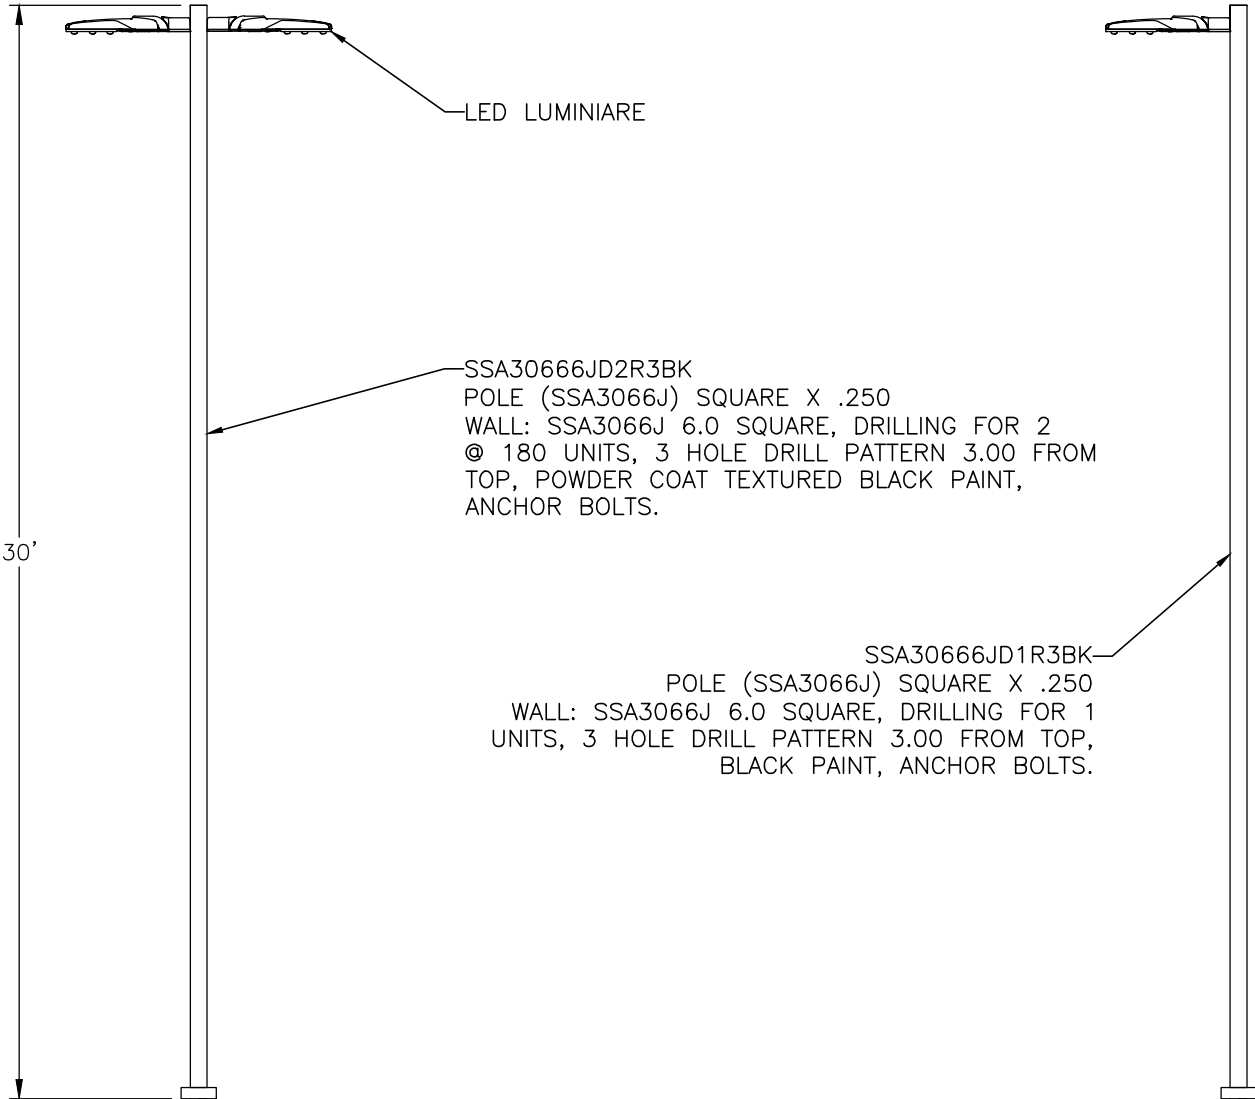 LED LUMINIARE
SSA30666JD2R3BK
POLE (SSA3066J) SQUARE X .250
WALL: SSA3066J 6.0 SQUARE, DRILLING FOR 2
@ 180 UNITS, 3 HOLE DRILL PATTERN 3.00 FROM
TOP, POWDER COAT TEXTURED BLACK PAINT,
ANCHOR BOLTS.
30'
SSA30666JD1R3BK
POLE (SSA3066J) SQUARE X .250
WALL: SSA3066J 6.0 SQUARE, DRILLING FOR 1
UNITS, 3 HOLE DRILL PATTERN 3.00 FROM TOP,
BLACK PAINT, ANCHOR BOLTS.